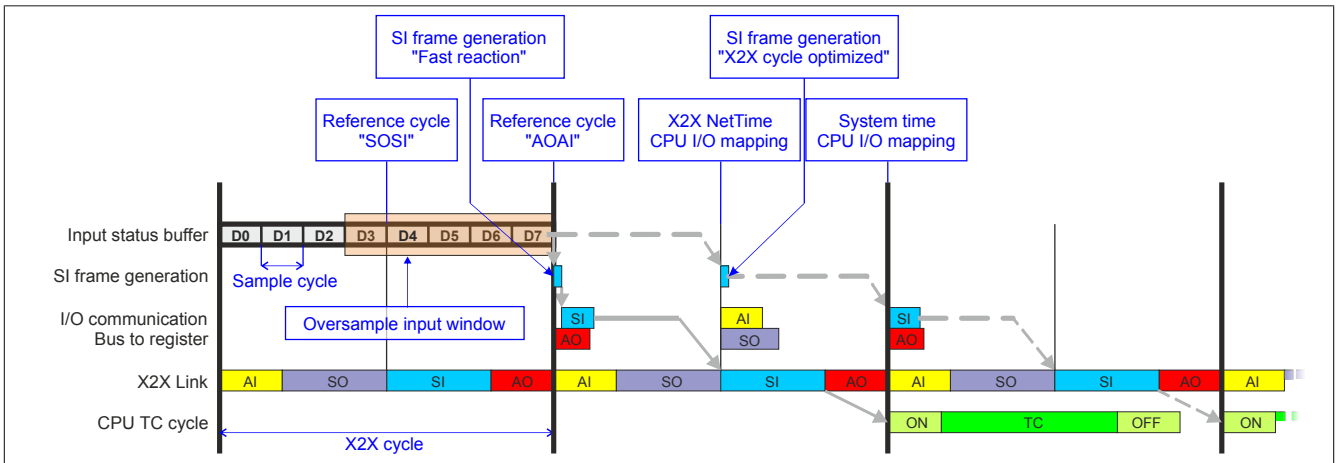 SI frame generation
"Fast reaction"
SI frame generation
"X2X cycle optimized"
Reference cycle
"SOSI"
Reference cycle
"AOAI"
X2X NetTime
CPU I/O mapping
System time
CPU I/O mapping
Input status buffer
D0 D1 D2 D3 D4 D5 D6 D7
SI frame generation
Sample cycle
Oversample input window
I/O communication
Bus to register
SI
AO
AI
SO
SI
AO
X2X Link
AI SO SI AO AI SO SI AO AI SO SI AO AI
CPU TC cycle
ON TC OFF ON
X2X cycle